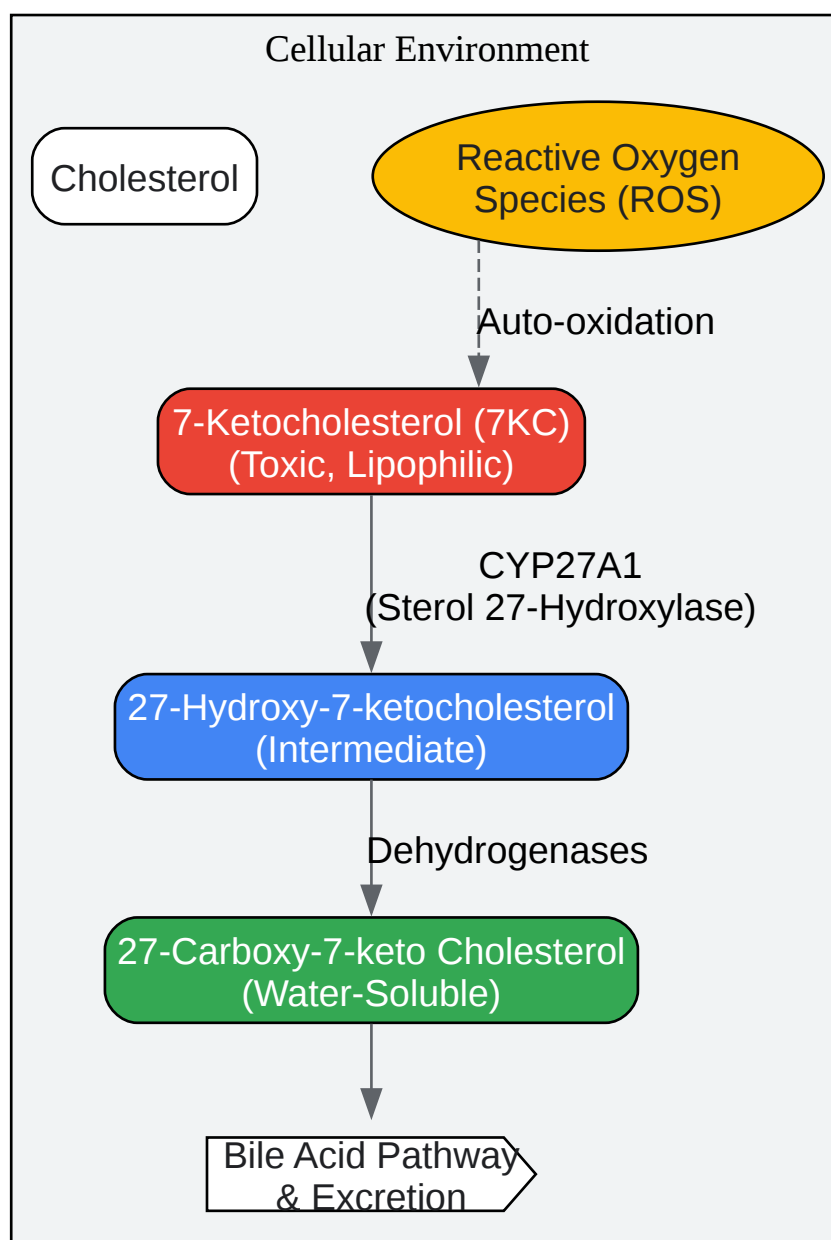 Cellular Environment
Cholesterol
Reactive Oxygen
Species (ROS)
Auto-oxidation
7-Ketocholesterol (7KC)
(Toxic, Lipophilic)
CYP27A1
(Sterol 27-Hydroxylase)
27-Hydroxy-7-ketocholesterol
(Intermediate)
Dehydrogenases
27-Carboxy-7-keto Cholesterol
(Water-Soluble)
Bile Acid Pathway
& Excretion